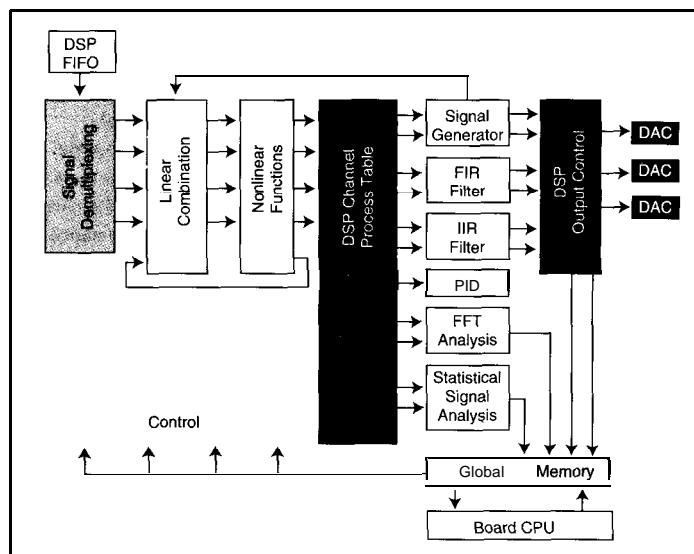 DSP
FIFO
Signal
Demultiplexing
Linear
Combination
Nonlinear
Functions
DSP Channel
Process Table
Signal
Generator
FIR
Filter
IIR
Filter
PID
FFT
Analysis
Statistical
Signal
Analysis
DSP
Output Control
DAC
DAC
DAC
Control
Global Memory
Board CPU